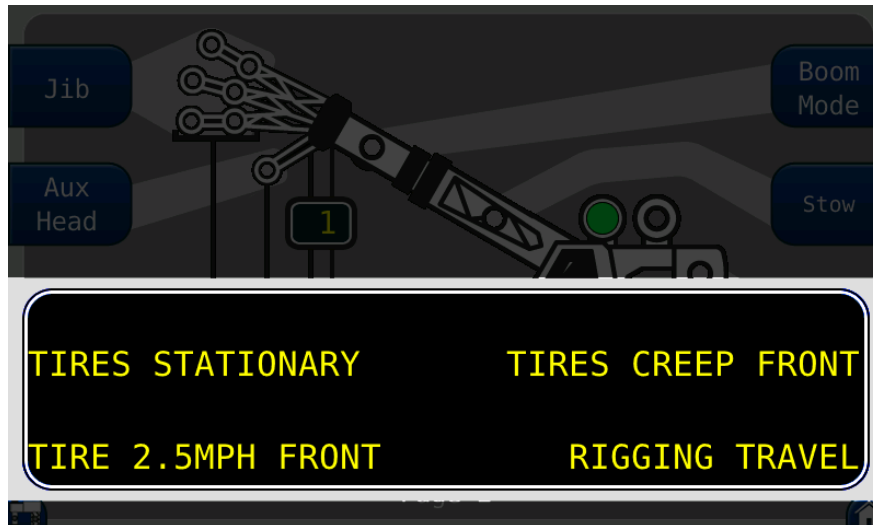 Jib
Boom
Mode
Aux
Head
1
Stow
TIRES STATIONARY
TIRES CREEP FRONT
TIRE 2.5MPH FRONT
RIGGING TRAVEL